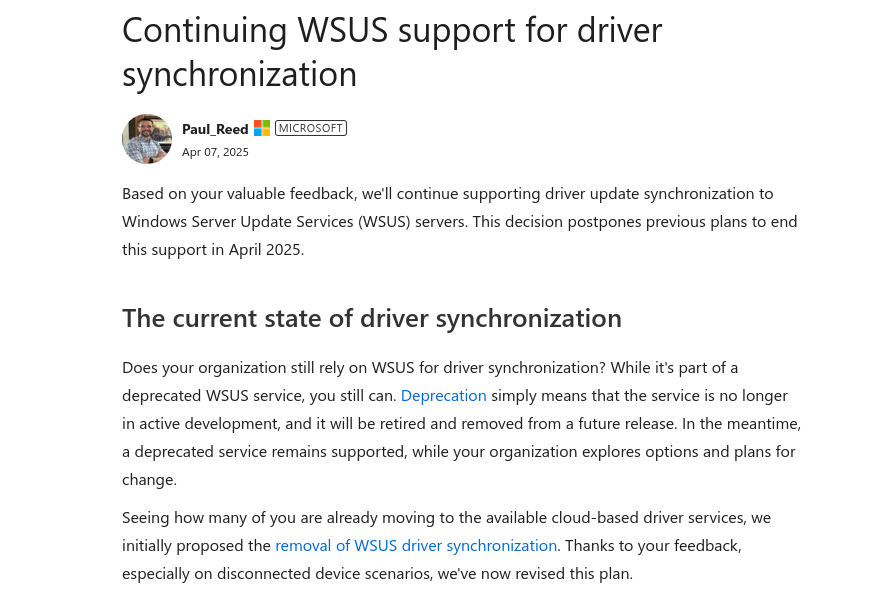 Continuing WSUS support for driver
synchronization
Paul_Reed MICROSOFT
Apr 07, 2025
Based on your valuable feedback, we'll continue supporting driver update synchronization to
Windows Server Update Services (WSUS) servers. This decision postpones previous plans to end
this support in April 2025.
The current state of driver synchronization
Does your organization still rely on WSUS for driver synchronization? While it's part of a
deprecated WSUS service, you still can. Deprecation simply means that the service is no longer
in active development, and it will be retired and removed from a future release. In the meantime,
a deprecated service remains supported, while your organization explores options and plans for
change.
Seeing how many of you are already moving to the available cloud-based driver services, we
initially proposed the removal of WSUS driver synchronization. Thanks to your feedback,
especially on disconnected device scenarios, we've now revised this plan.